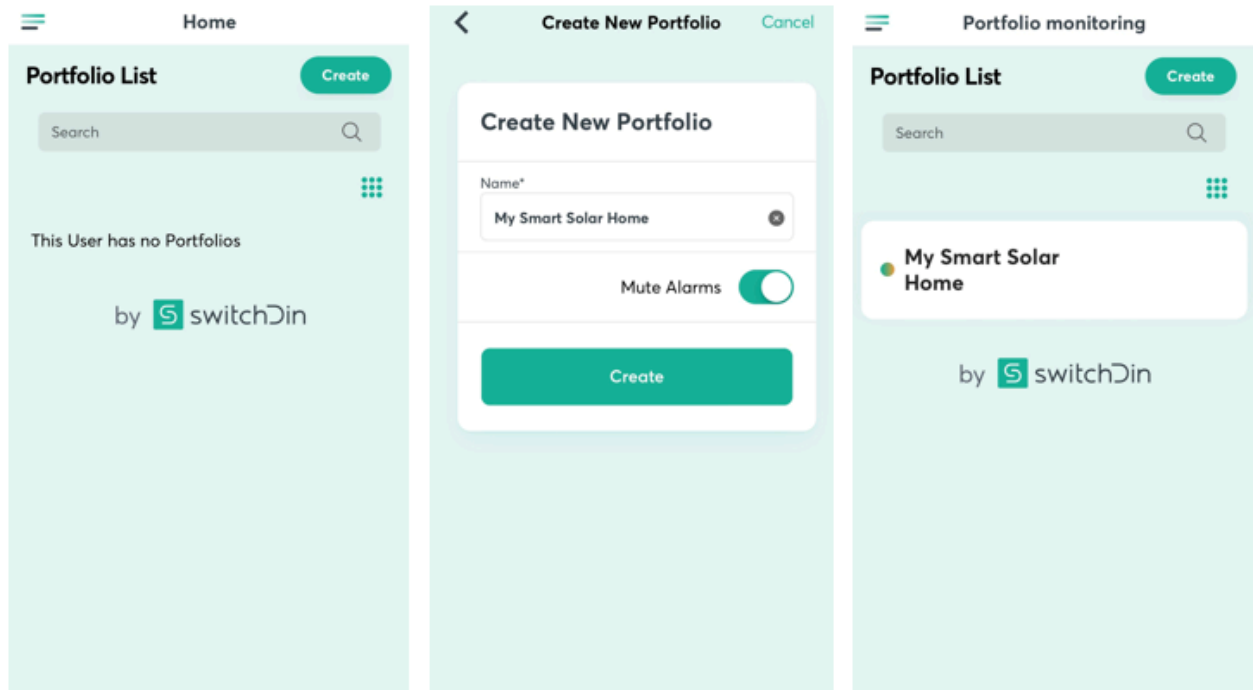 Home
Portfolio List
Create
Search
This User has no Portfolios
by S switchDin
Create New Portfolio
Cancel
Create New Portfolio
Name*
My Smart Solar Home
Mute Alarms
Create
Portfolio monitoring
Portfolio List
Create
Search
My Smart Solar
Home
by S switchDin